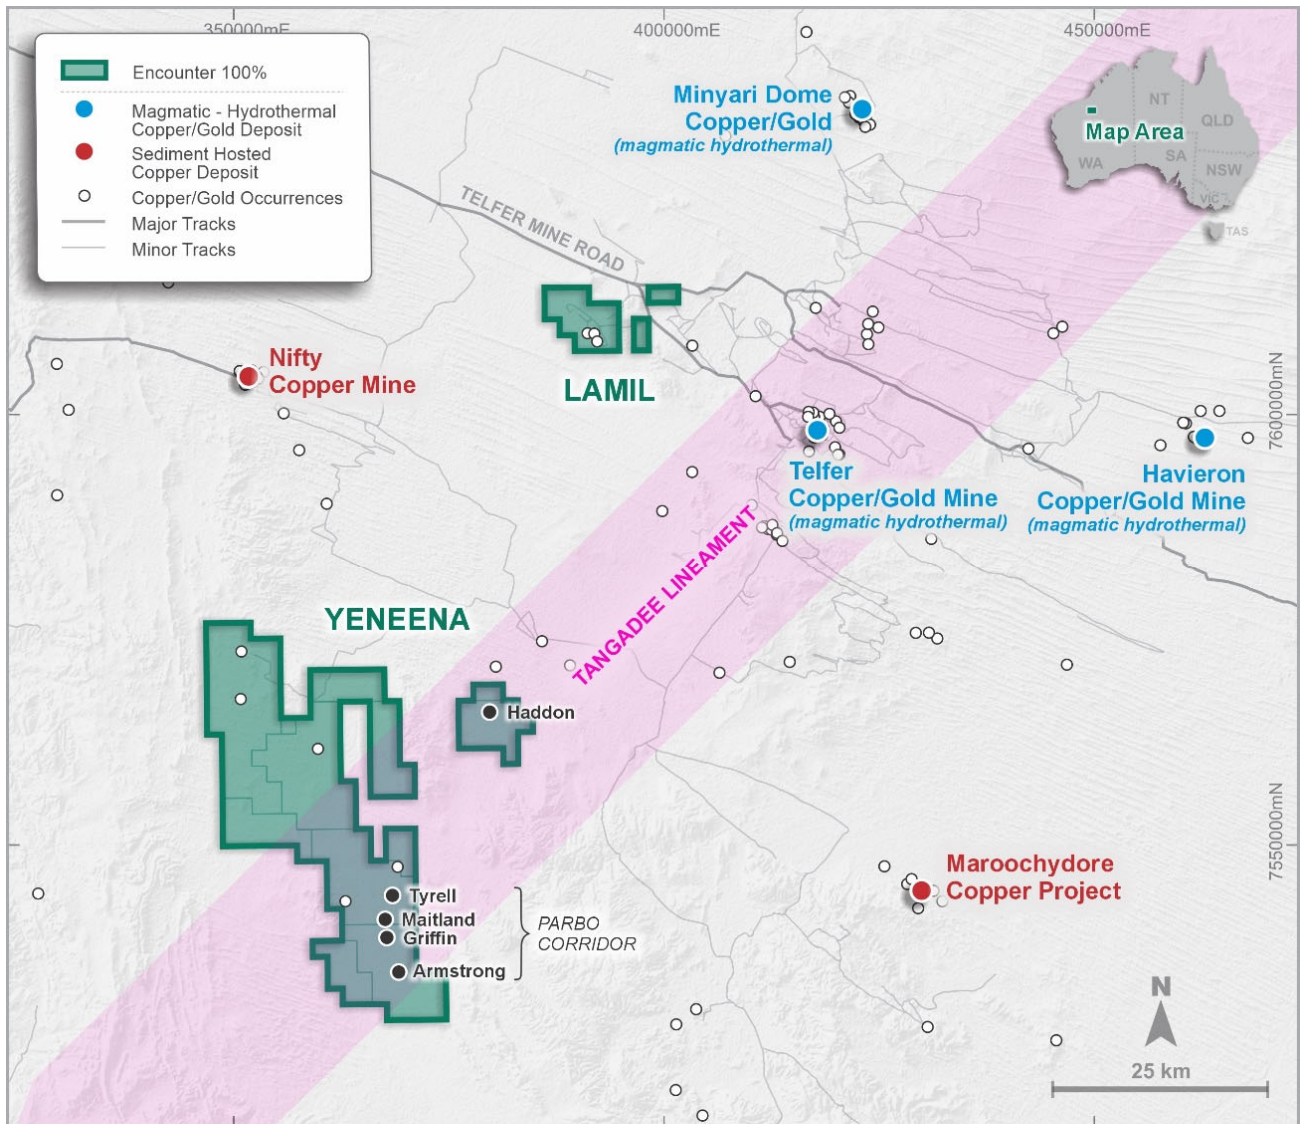 350000mE
400000mE
450000mE
Encounter 100%
Magmatic - Hydrothermal
Copper/Gold Deposit
Sediment Hosted
Copper Deposit
Copper/Gold Occurrences
Major Tracks
Minor Tracks
Minyari Dome
Copper/Gold
(magmatic hydrothermal)
NT
QLD
Map Area
WA
SA
NSW
VIC
TAS
TELFER MINE ROAD
Nifty
Copper Mine
LAMIL
7600000mN
Telfer
Copper/Gold Mine
(magmatic hydrothermal)
Havieron
Copper/Gold Mine
(magmatic hydrothermal)
TANGADEE LINEAMENT
YENEENA
Haddon
7550000mN
Maroochydore
Copper Project
Tyrell
Maitland
Griffin
Armstrong
PARBO
CORRIDOR
N
25 km